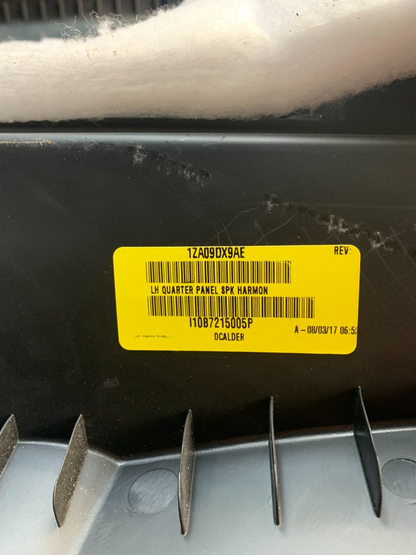 1ZA09DX9AE REV:
LH QUARTER PANEL SPK HARMON
I10B7215005P
A - 08/03/17 06:5
DCALDER